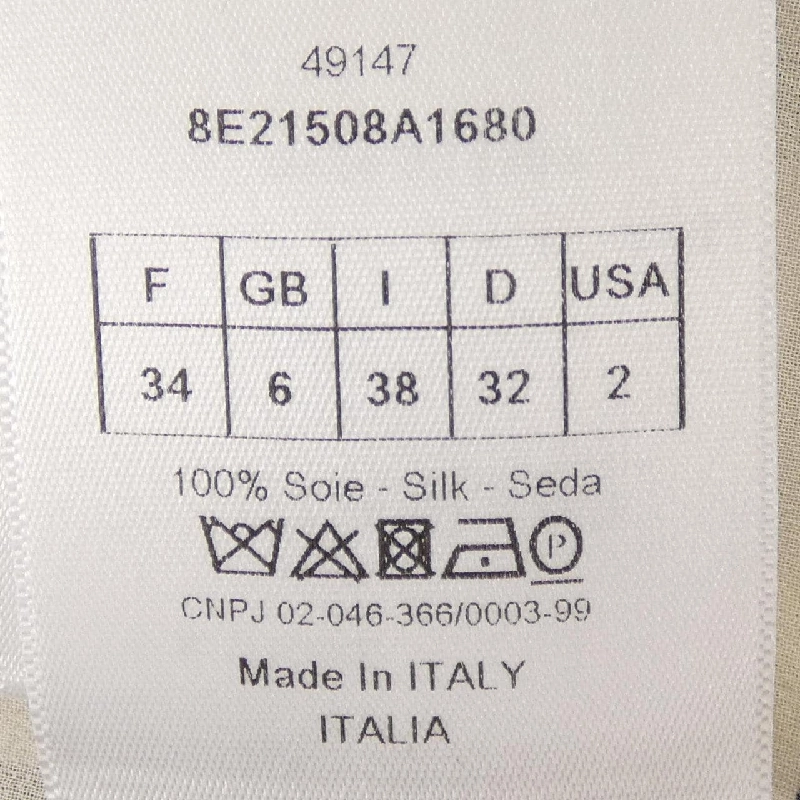 49147
8E21508A1680
F GB I D USA
34 6 38 32 2
100% Soie - Silk - Seda
P
CNPJ 02-046-366/0003-99
Made In ITALY
ITALIA